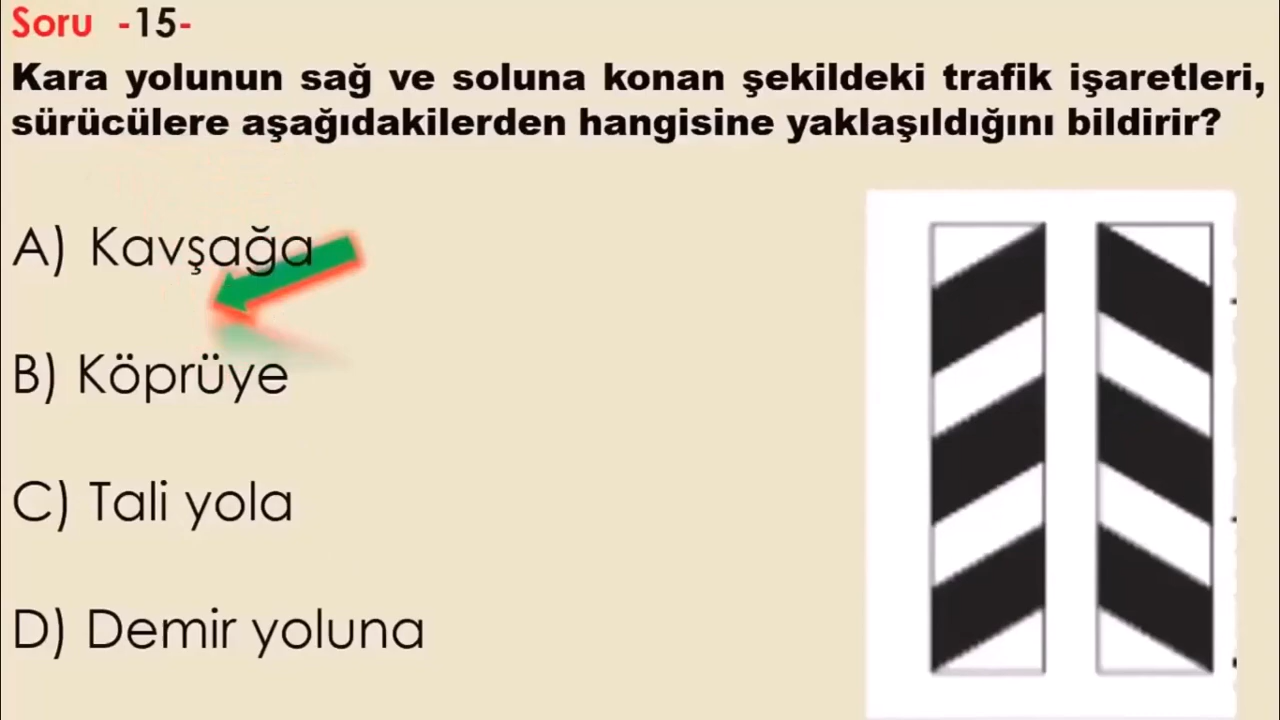 Soru -15-
Kara yolunun sağ ve soluna konan şekildeki trafik işaretleri,
sürücülere aşağıdakilerden hangisine yaklaşıldığını bildirir?
A) Kavşağa
B) Köprüye
C) Tali yola
D) Demir yoluna